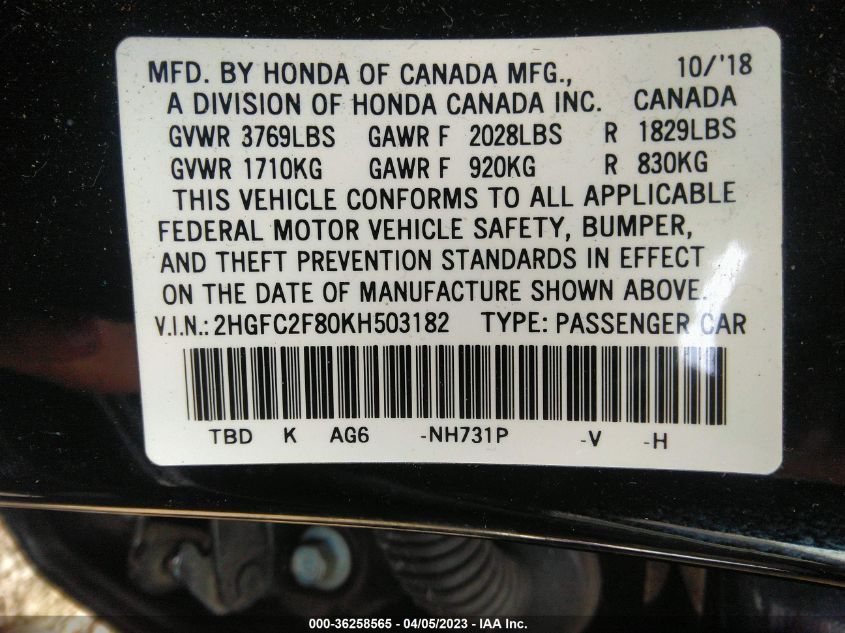 MFD. BY HONDA OF CANADA MFG., 10/'18
A DIVISION OF HONDA CANADA INC. CANADA
GVWR 3769LBS GAWR F 2028LBS R 1829LBS
GVWR 1710KG GAWR F 920KG R 830KG
THIS VEHICLE CONFORMS TO ALL APPLICABLE
FEDERAL MOTOR VEHICLE SAFETY, BUMPER,
AND THEFT PREVENTION STANDARDS IN EFFECT
ON THE DATE OF MANUFACTURE SHOWN ABOVE.
V.I.N.: 2HGFC2F80KH503182 TYPE: PASSENGER CAR
TBD K AG6 -NH731P -V -H
000-36258565 - 04/05/2023 - IAA Inc.